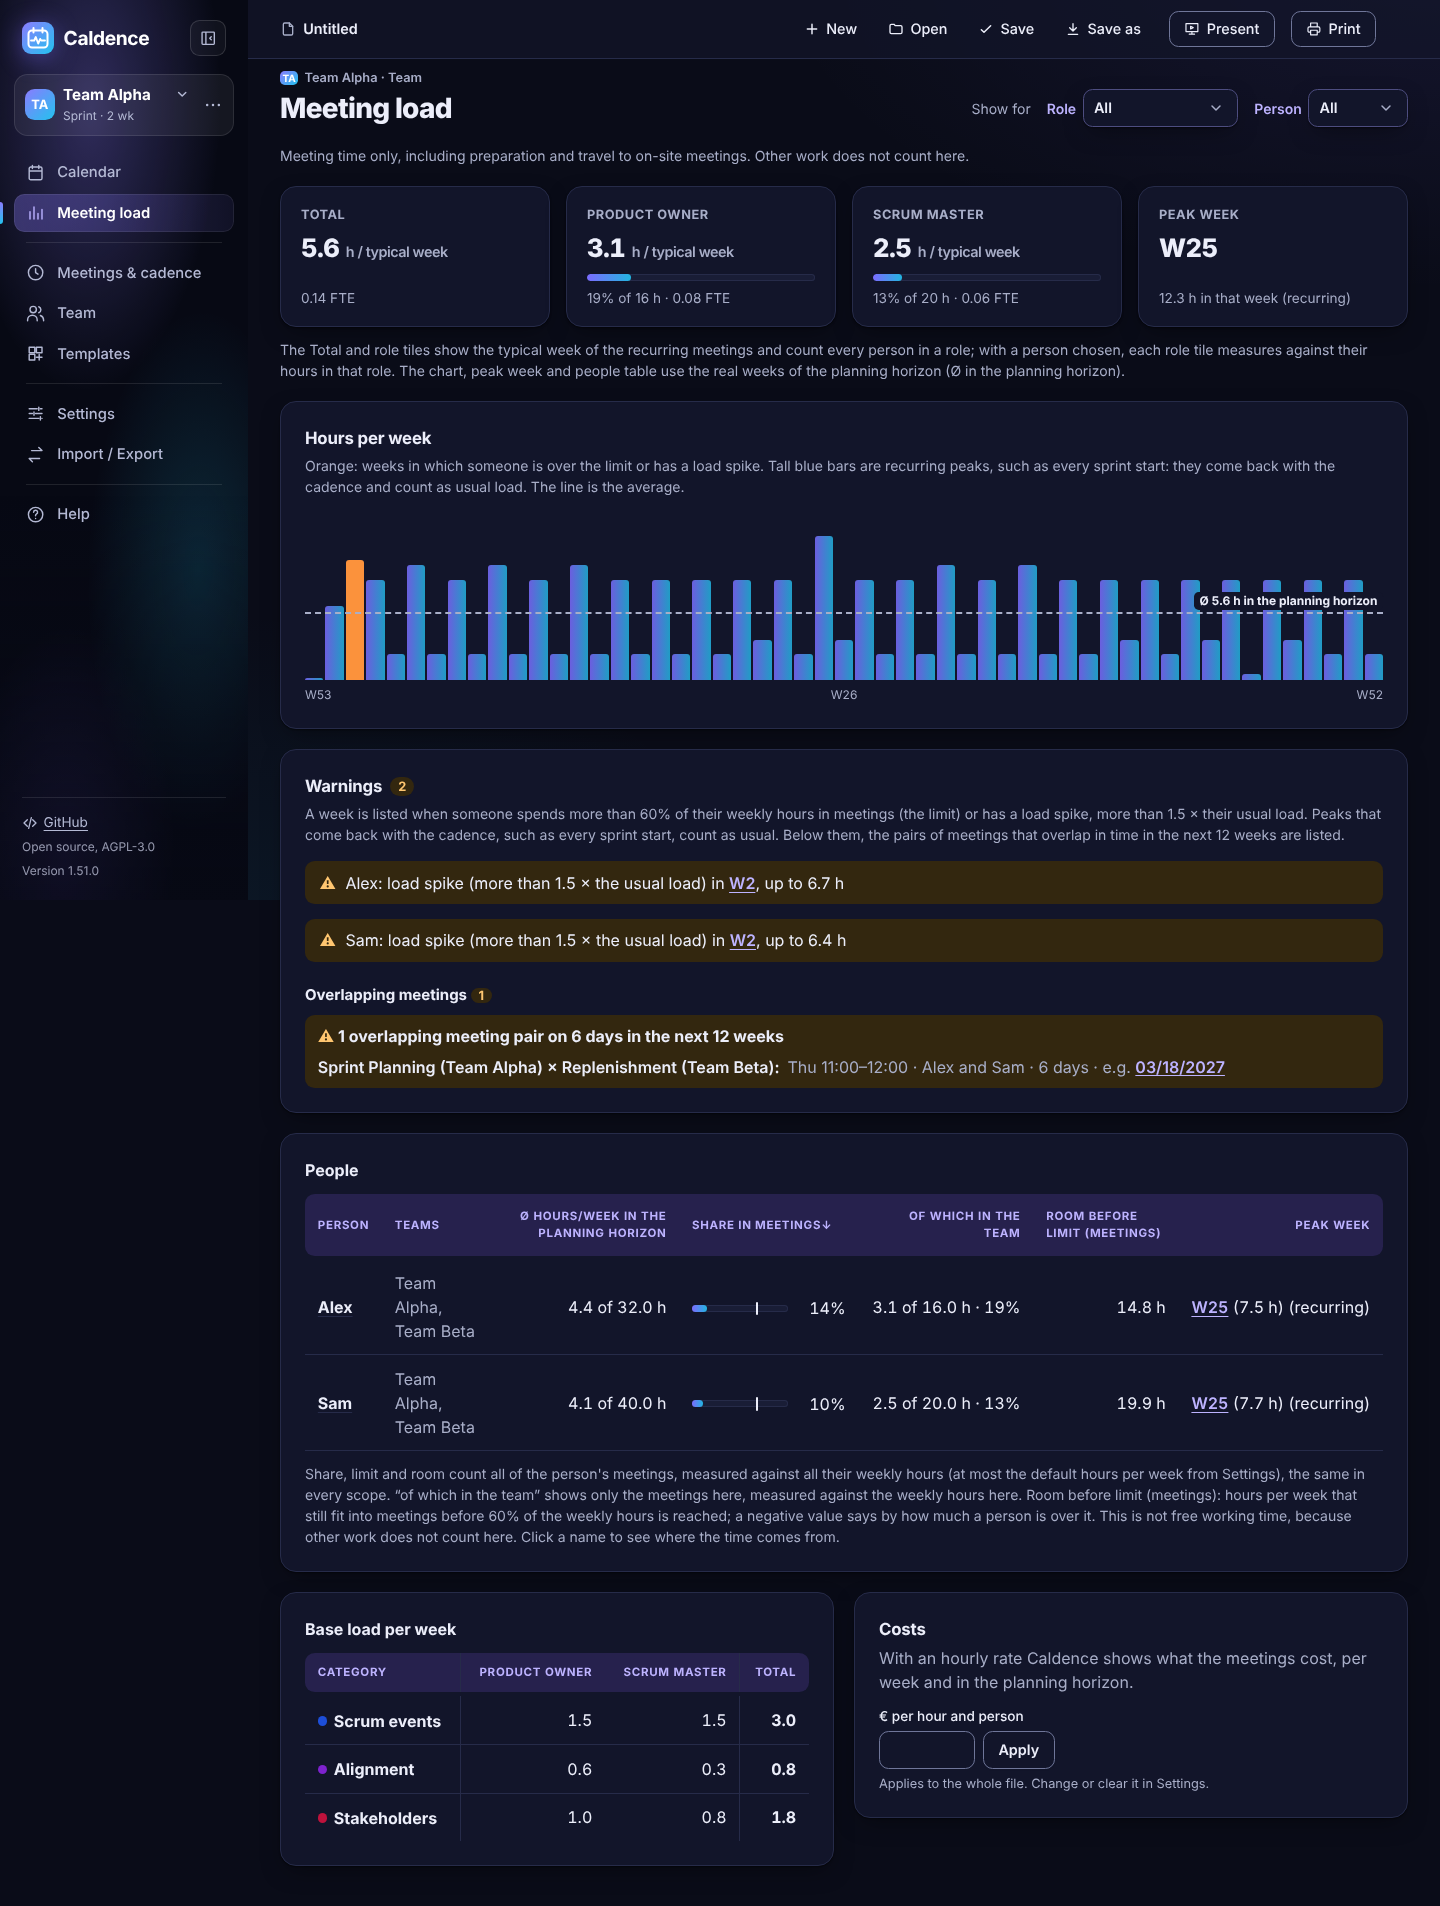 Caldence
TA
Team Alpha
Sprint · 2 wk
Calendar
Meeting load
Meetings & cadence
Team
Templates
Settings
Import / Export
Help
GitHub
Open source, AGPL-3.0
Version 1.51.0
Untitled
New
Open
Save
Save as
Present
Print
TA Team Alpha · Team
Meeting load
Show for
Role
All
Person
All
Meeting time only, including preparation and travel to on-site meetings. Other work does not count here.
TOTAL
5.6 h / typical week
0.14 FTE
PRODUCT OWNER
3.1 h / typical week
19% of 16 h · 0.08 FTE
SCRUM MASTER
2.5 h / typical week
13% of 20 h · 0.06 FTE
PEAK WEEK
W25
12.3 h in that week (recurring)
The Total and role tiles show the typical week of the recurring meetings and count every person in a role; with a person chosen, each role tile measures against their
hours in that role. The chart, peak week and people table use the real weeks of the planning horizon (Ø in the planning horizon).
Hours per week
Orange: weeks in which someone is over the limit or has a load spike. Tall blue bars are recurring peaks, such as every sprint start: they come back with the
cadence and count as usual load. The line is the average.
Ø 5.6 h in the planning horizon
W53
W26
W52
Warnings 2
A week is listed when someone spends more than 60% of their weekly hours in meetings (the limit) or has a load spike, more than 1.5 × their usual load. Peaks that
come back with the cadence, such as every sprint start, count as usual. Below them, the pairs of meetings that overlap in time in the next 12 weeks are listed.
Alex: load spike (more than 1.5 × the usual load) in W2, up to 6.7 h
Sam: load spike (more than 1.5 × the usual load) in W2, up to 6.4 h
Overlapping meetings 1
1 overlapping meeting pair on 6 days in the next 12 weeks
Sprint Planning (Team Alpha) × Replenishment (Team Beta): Thu 11:00–12:00 · Alex and Sam · 6 days · e.g. 03/18/2027
People
PERSON
TEAMS
Ø HOURS/WEEK IN THE
PLANNING HORIZON
SHARE IN MEETINGS↓
OF WHICH IN THE
TEAM
ROOM BEFORE
LIMIT (MEETINGS)
PEAK WEEK
Alex
Team
Alpha,
Team Beta
4.4 of 32.0 h
14%
3.1 of 16.0 h · 19%
14.8 h
W25 (7.5 h) (recurring)
Sam
Team
Alpha,
Team Beta
4.1 of 40.0 h
10%
2.5 of 20.0 h · 13%
19.9 h
W25 (7.7 h) (recurring)
Share, limit and room count all of the person's meetings, measured against all their weekly hours (at most the default hours per week from Settings), the same in
every scope. “of which in the team” shows only the meetings here, measured against the weekly hours here. Room before limit (meetings): hours per week that
still fit into meetings before 60% of the weekly hours is reached; a negative value says by how much a person is over it. This is not free working time, because
other work does not count here. Click a name to see where the time comes from.
Base load per week
CATEGORY
PRODUCT OWNER
SCRUM MASTER
TOTAL
Scrum events
1.5
1.5
3.0
Alignment
0.6
0.3
0.8
Stakeholders
1.0
0.8
1.8
Costs
With an hourly rate Caldence shows what the meetings cost, per
week and in the planning horizon.
€ per hour and person
Apply
Applies to the whole file. Change or clear it in Settings.